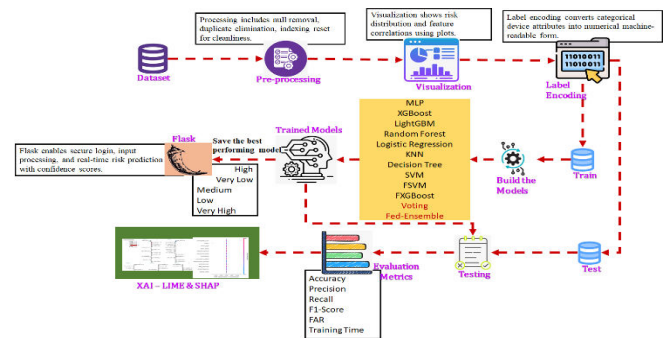 Processing includes null removal,
duplicate elimination, indexing reset
for cleanliness.
Visualization shows risk
distribution and feature
correlations using plots.
Label encoding converts categorical
device attributes into numerical machine-
readable form.
11010011
11010011
Dataset
Pre-processing
Visualization
Label
Encoding
MLP
XGBoost
LightGBM
Random Forest
Logistic Regression
KNN
Decision Tree
SVM
FSVM
FXGBoost
Voting
Fed-Ensemble
Flask enables secure login, input
processing, and real-time risk prediction
with confidence scores.
Flask
Save the best
performing model
Trained Models
Build the
Models
Train
High
Very Low
Medium
Low
Very High
XAI – LIME & SHAP
Evaluation
Metrics
Testing
Test
Accuracy
Precision
Recall
F1-Score
FAR
Training Time